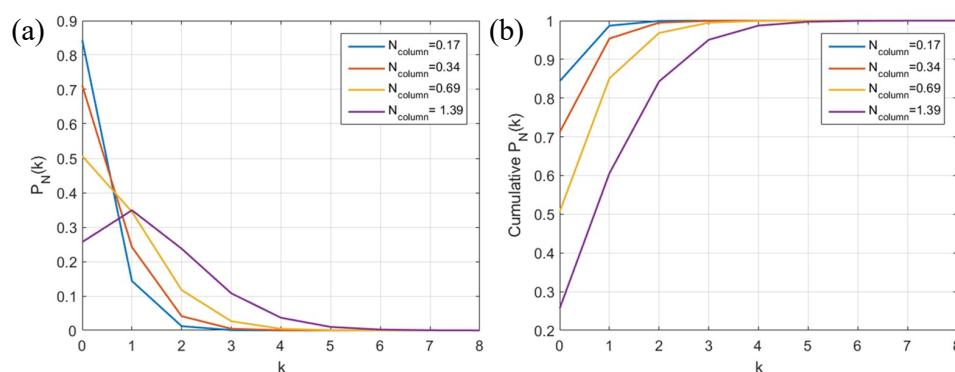 (a)
0.9
0.8
0.7
0.6
0.5
0.4
0.3
0.2
0.1
0
P_N(k)
0 1 2 3 4 5 6 7 8
k
N_column=0.17
N_column=0.34
N_column=0.69
N_column= 1.39
(b)
1
0.9
0.8
0.7
0.6
0.5
0.4
0.3
0.2
Cumulative P_N(k)
0 1 2 3 4 5 6 7 8
k
N_column=0.17
N_column=0.34
N_column=0.69
N_column=1.39